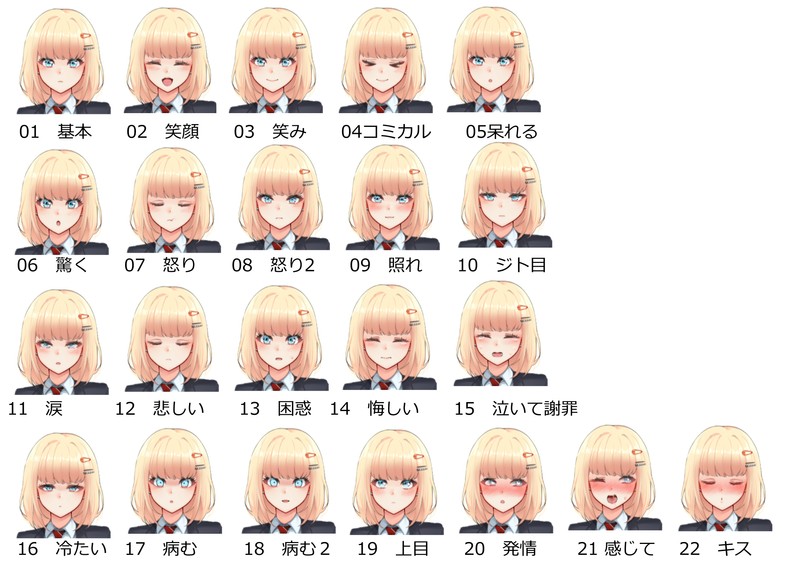 01 基本 02 笑顔 03 笑み 04コミカル 05呆れる
06 驚く 07 怒り 08 怒り2 09 照れ 10 ジト目
11 涙 12 悲しい 13 困惑 14 悔しい 15 泣いて謝罪
16 冷たい 17 病む 18 病む２ 19 上目 20 発情 21 感じて 22 キス